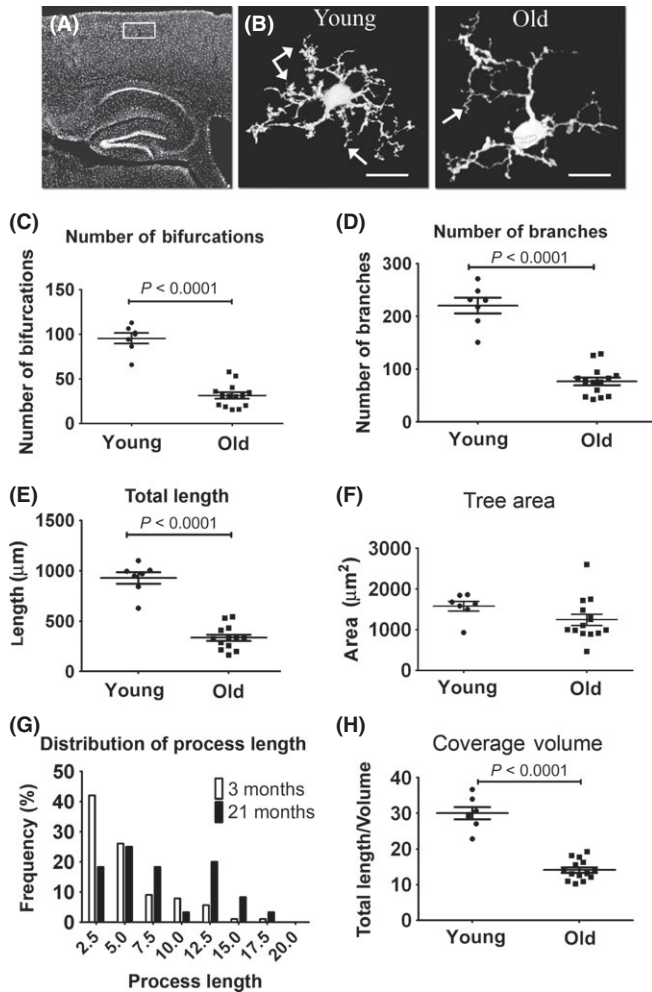 (A)
(B)
Young
Old
(C)
Number of bifurcations
Number of bifurcations
150
100
50
0
P < 0.0001
Young
Old
(D)
Number of branches
Number of branches
300
200
100
0
P < 0.0001
Young
Old
(E)
Total length
Length (μm)
1500
1000
500
0
P < 0.0001
Young
Old
(F)
Tree area
Area (μm²)
3000
2000
1000
0
Young
Old
(G)
Distribution of process length
Frequency (%)
50
40
30
20
10
0
3 months
21 months
2.5 5.0 7.5 10.0 12.5 15.0 17.5 20.0
Process length
(H)
Coverage volume
Total length/Volume
40
30
20
10
0
P < 0.0001
Young
Old